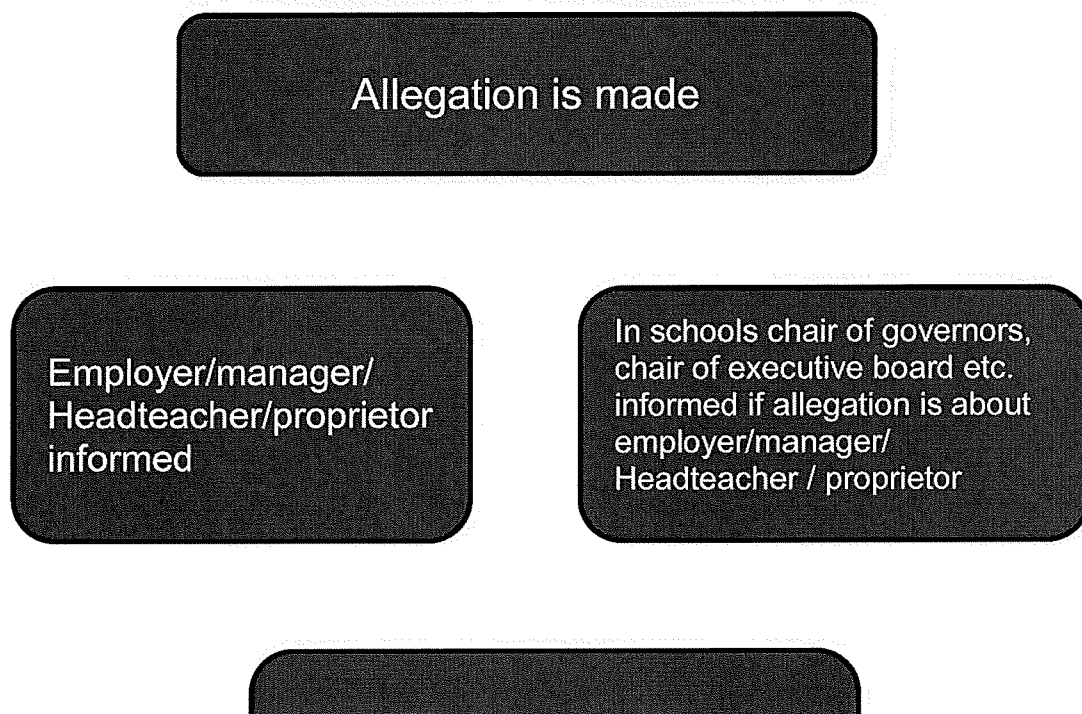 Allegation is made
Employer/manager/
Headteacher/proprietor
informed
In schools chair of governors,
chair of executive board etc.
informed if allegation is about
employer/manager/
Headteacher / proprietor